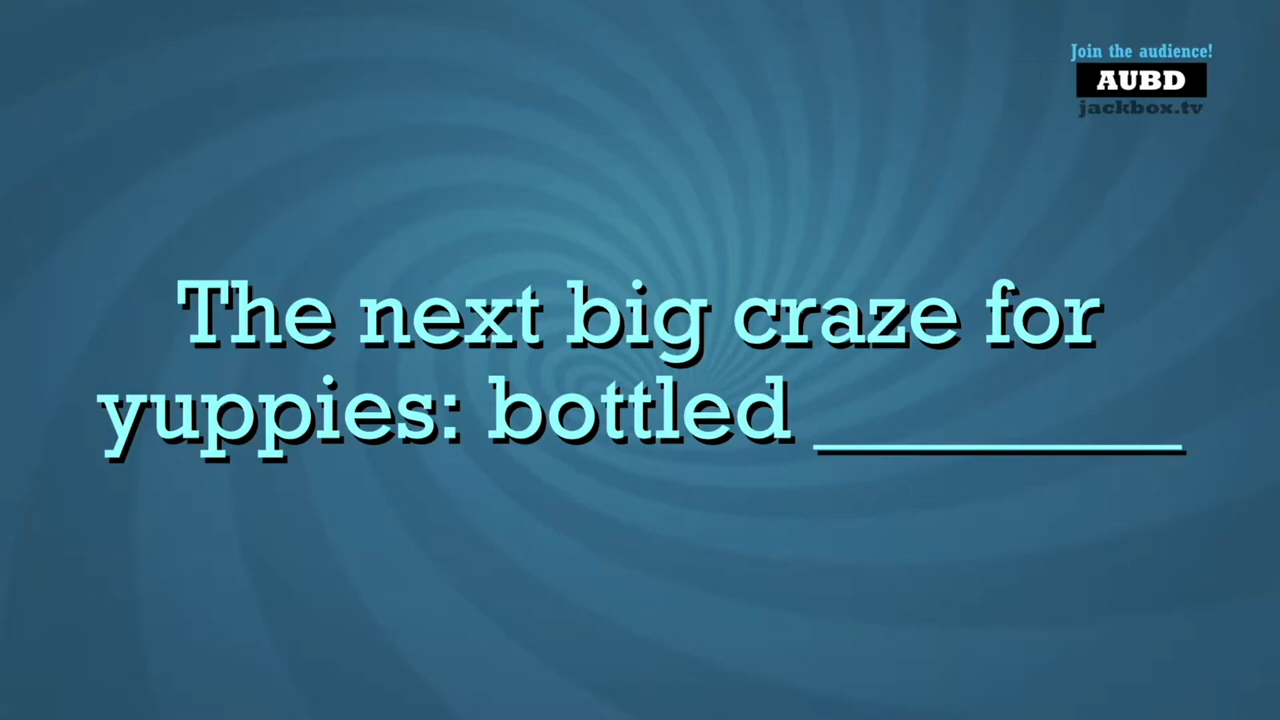 Join the audience!
AUBD
jackbox.tv
The next big craze for
yuppies: bottled ________